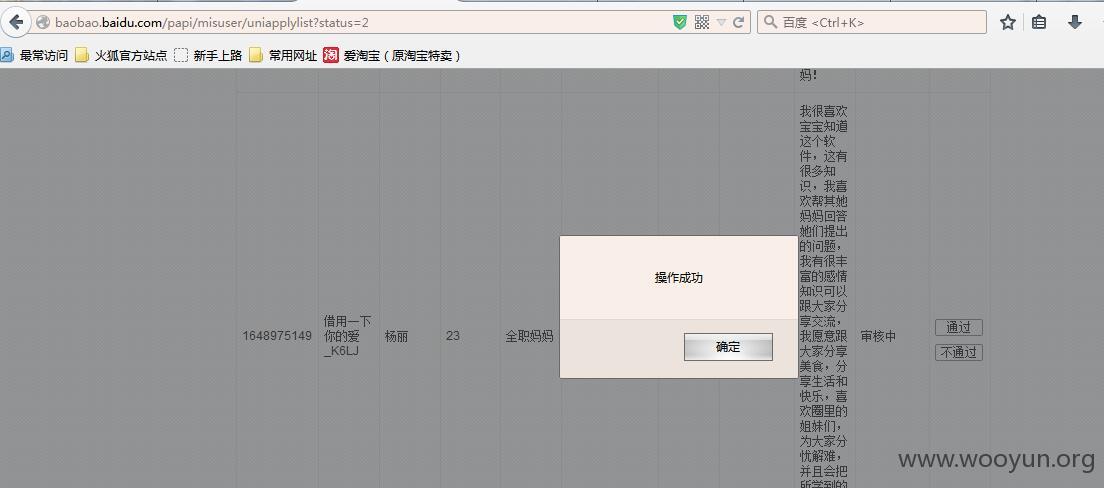 baobao.baidu.com/papi/misuser/uniapplylist?status=2
百度 <Ctrl+K>
最常访问 火狐官方站点 新手上路 常用网址 淘 爱淘宝（原淘宝特卖）
妈！
1648975149
借用一下
你的爱
_K6LJ
杨丽
23
全职妈妈
我很喜欢
宝宝知道
这个软
件，这有
很多知
识，我喜
欢帮其她
妈妈回答
她们提出
的问题，
我有很丰
富的感情
知识可以
跟大家分
享交流，
我愿意跟
大家分享
美食，分
享生活和
快乐，喜
欢圈里的
姐妹们，
为大家分
忧解难，
并且会把
所学到的
审核中
通过
不通过
操作成功
确定
www.wooyun.org